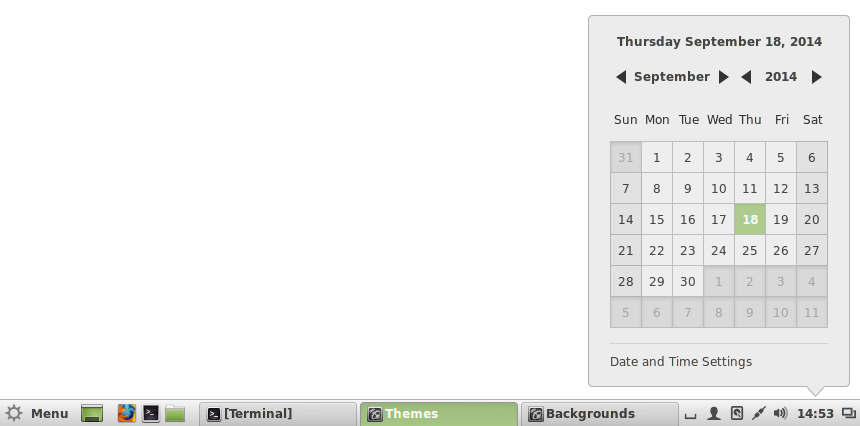 Thursday September 18, 2014
September 2014
Sun Mon Tue Wed Thu Fri Sat
31 1 2 3 4 5 6
7 8 9 10 11 12 13
14 15 16 17 18 19 20
21 22 23 24 25 26 27
28 29 30 1 2 3 4
5 6 7 8 9 10 11
Date and Time Settings
Menu [Terminal] Themes Backgrounds 14:53